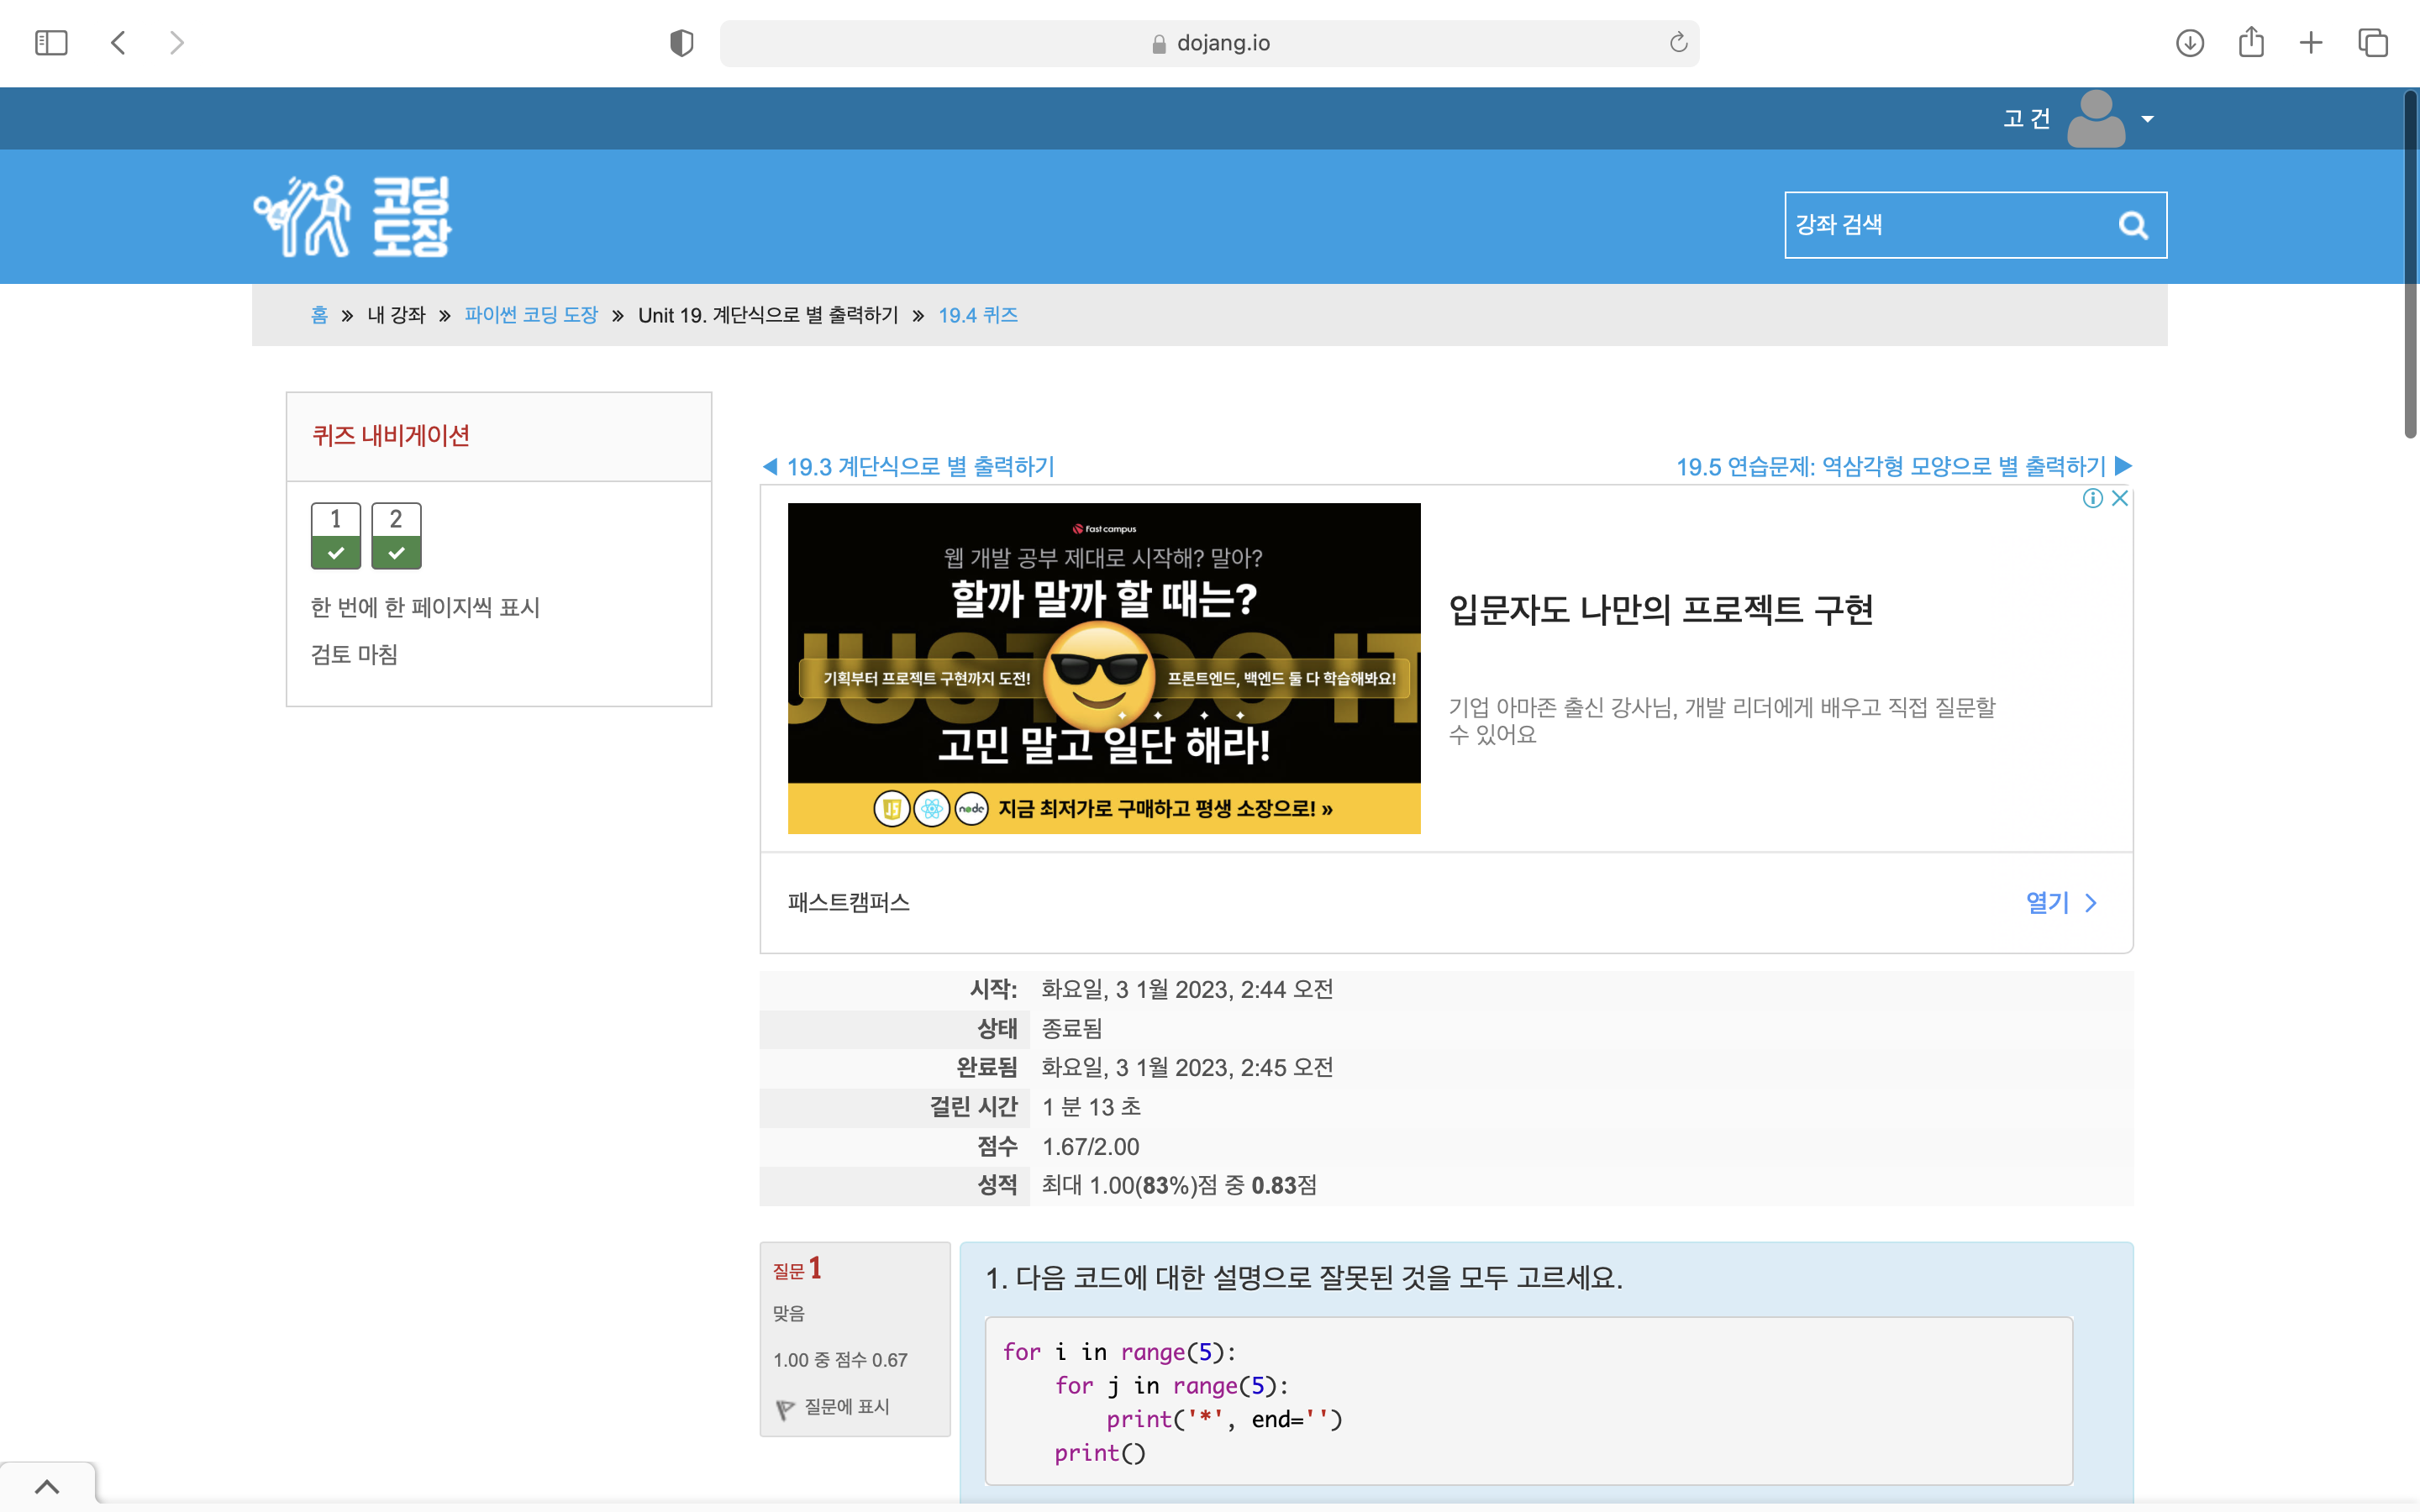 dojang.io
고 건
코딩
도장
강좌 검색
홈 » 내 강좌 » 파이썬 코딩 도장 » Unit 19. 계단식으로 별 출력하기 » 19.4 퀴즈
퀴즈 내비게이션
1 2
한 번에 한 페이지씩 표시
검토 마침
◀ 19.3 계단식으로 별 출력하기
19.5 연습문제: 역삼각형 모양으로 별 출력하기 ▶
fast campus
웹 개발 공부 제대로 시작해? 말아?
할까 말까 할 때는?
JUST DO IT
기획부터 프로젝트 구현까지 도전!
프론트엔드, 백엔드 둘 다 학습해봐요!
고민 말고 일단 해라!
JS node 지금 최저가로 구매하고 평생 소장으로! »
입문자도 나만의 프로젝트 구현
기업 아마존 출신 강사님, 개발 리더에게 배우고 직접 질문할
수 있어요
패스트캠퍼스
열기 >
시작: 화요일, 3 1월 2023, 2:44 오전
상태 종료됨
완료됨 화요일, 3 1월 2023, 2:45 오전
걸린 시간 1 분 13 초
점수 1.67/2.00
성적 최대 1.00(83%)점 중 0.83점
질문 1
맞음
1.00 중 점수 0.67
질문에 표시
1. 다음 코드에 대한 설명으로 잘못된 것을 모두 고르세요.
for i in range(5):
    for j in range(5):
        print('*', end='')
    print()